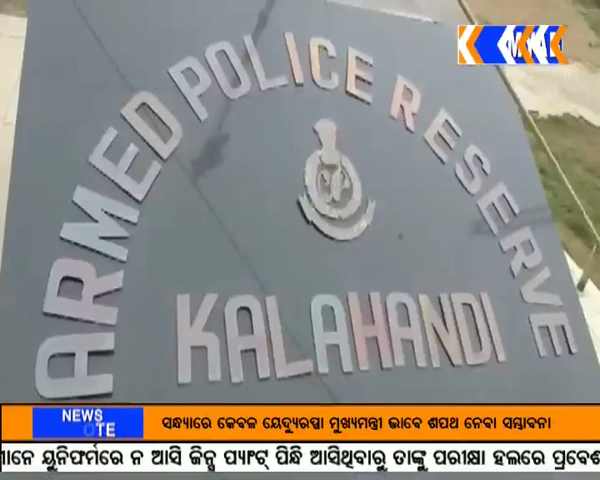 ARMED POLICE RESERVE
KALAHANDI
NEWS
OTE
ସନ୍ଧ୍ୟାରେ କେବଳ ୟେଦ୍ୟୁରପ୍ପା ମୁଖ୍ୟମନ୍ତ୍ରୀ ଭାବେ ଶପଥ ନେବା ସମ୍ଭାବନା
ମାନେ ୟୁନିଫର୍ମରେ ନ ଆସି ଜିନ୍ସ ପ୍ୟାଣ୍ଟ୍ ପିନ୍ଧି ଆସିଥିବାରୁ ତାଙ୍କୁ ପରୀକ୍ଷା ହଲରେ ପ୍ରବେଶ